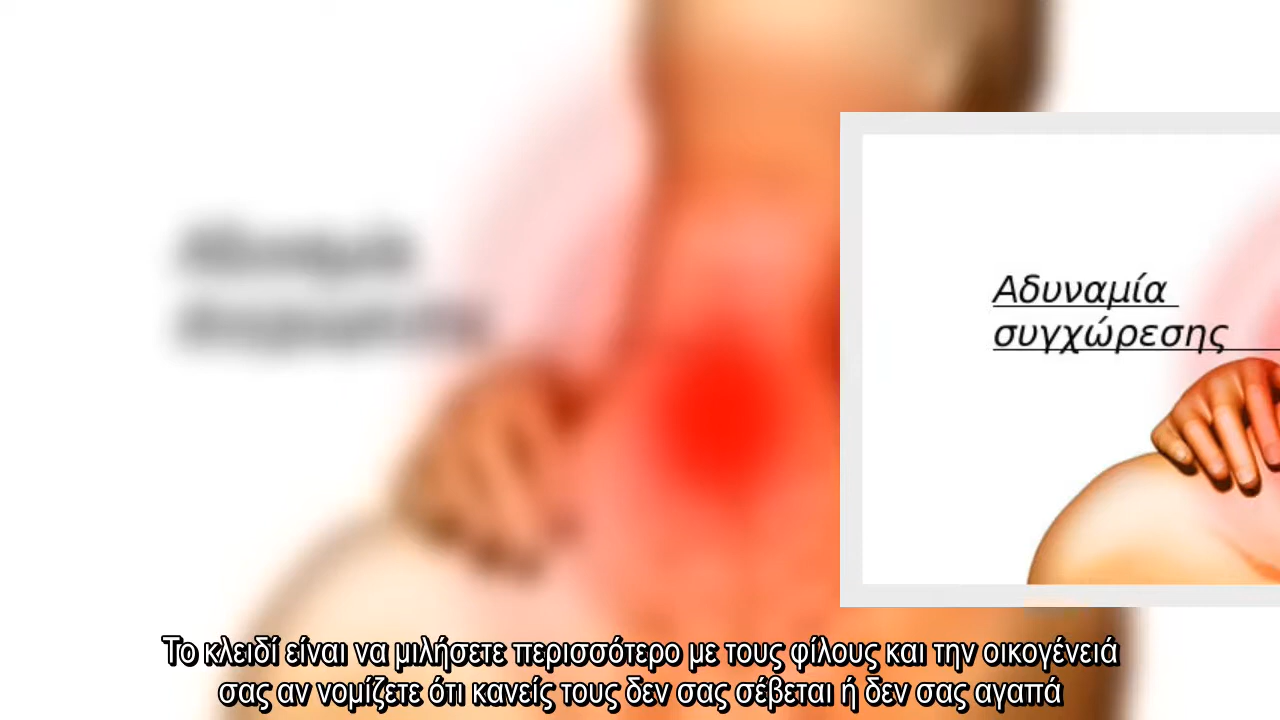 Αδυναμία
συγχώρεσης
Το κλειδί είναι να μιλήσετε περισσότερο με τους φίλους και την οικογένειά
σας αν νομίζετε ότι κανείς τους δεν σας σέβεται ή δεν σας αγαπά